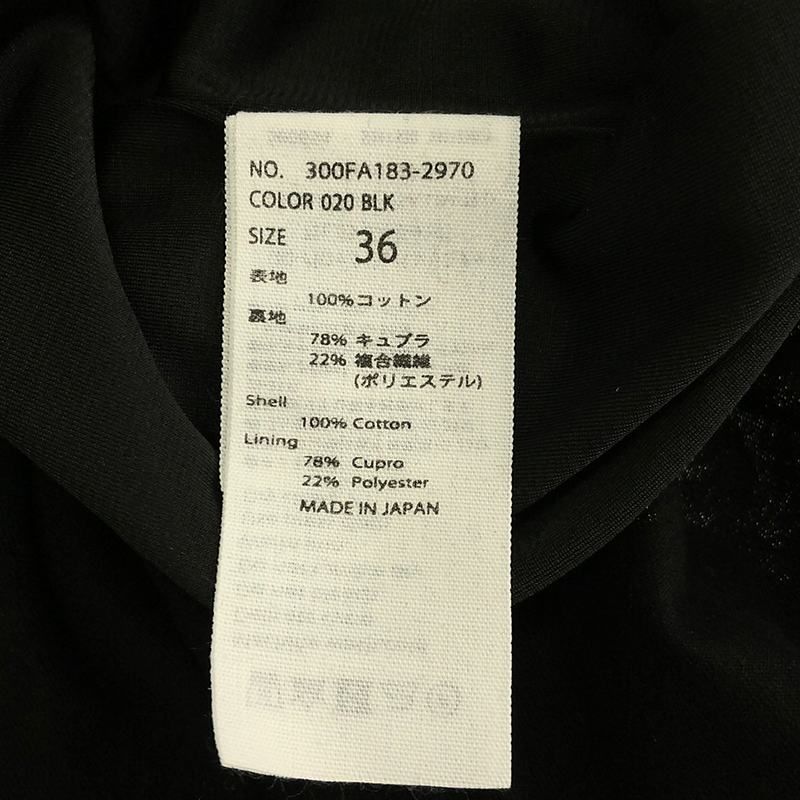 NO. 300FA183-2970
COLOR 020 BLK
SIZE 36
表地
100%コットン
裏地
78% キュプラ
22% 複合繊維
(ポリエステル)
Shell
100% Cotton
Lining
78% Cupro
22% Polyester
MADE IN JAPAN